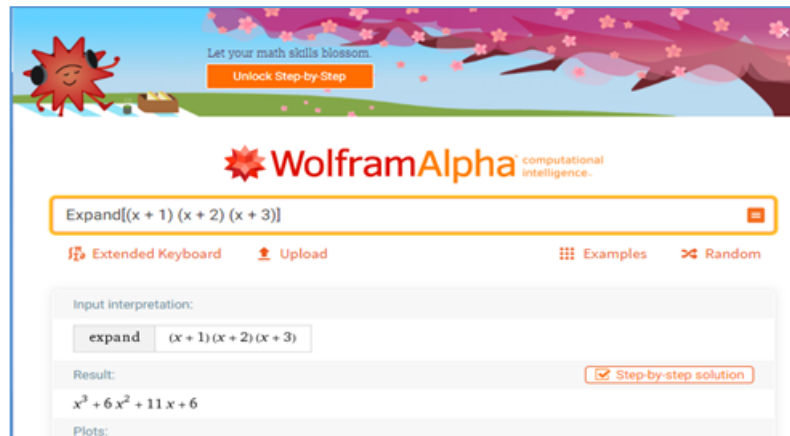 Let your math skills blossom.
Unlock Step-by-Step
WolframAlpha computational intelligence.
Expand[(x + 1) (x + 2) (x + 3)]
Extended Keyboard Upload Examples Random
Input interpretation:
expand (x + 1) (x + 2) (x + 3)
Result: Step-by-step solution
x³ + 6 x² + 11 x + 6
Plots: